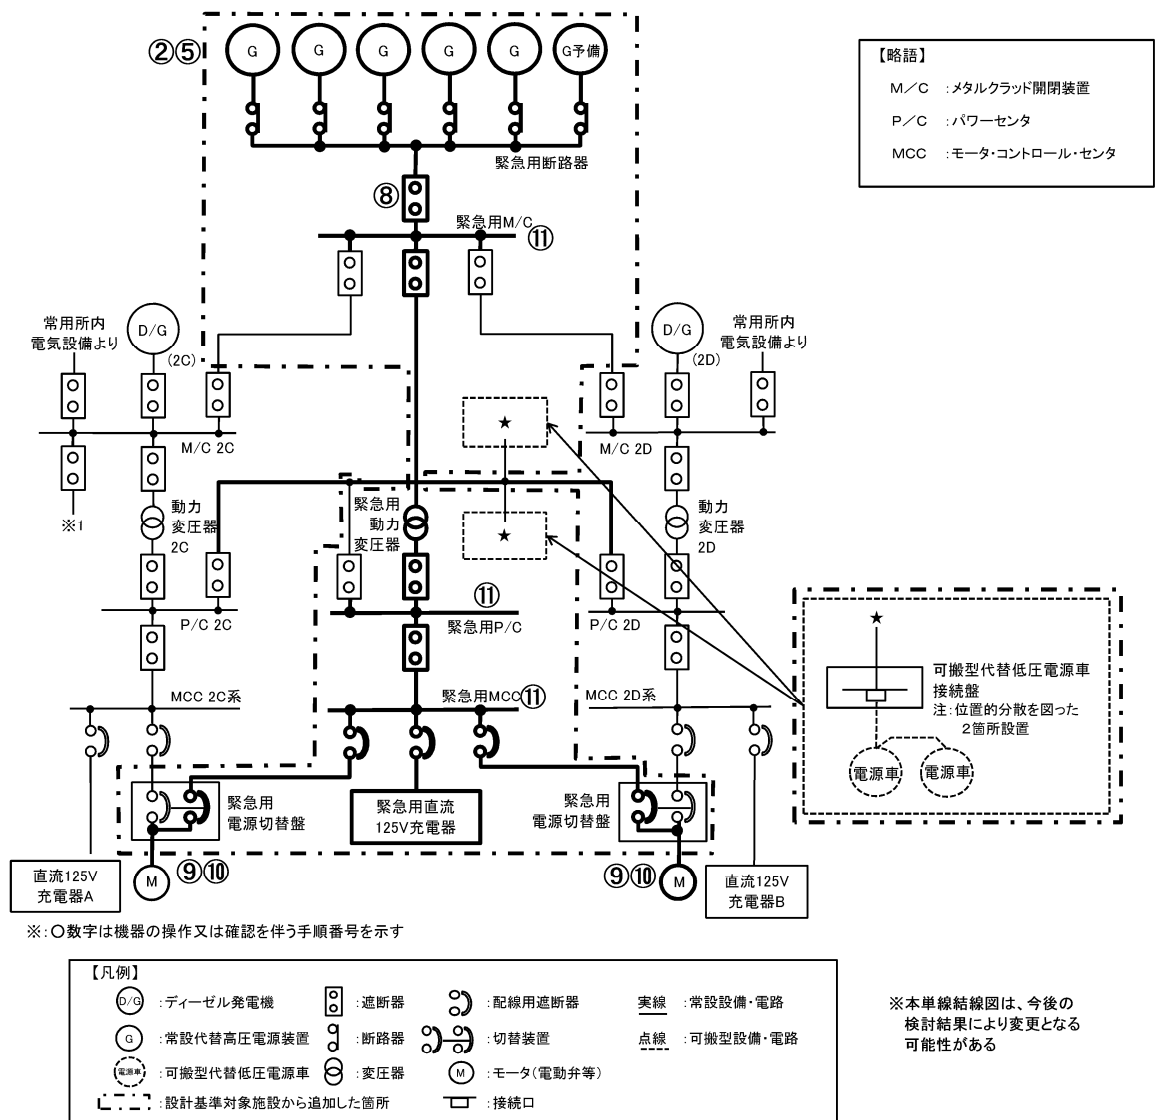 ②⑤
G
G
G
G
G
G予備
緊急用断路器
⑧
緊急用M/C
⑪
【略語】
M/C :メタルクラッド開閉装置
P/C :パワーセンタ
MCC :モータ・コントロール・センタ
常用所内
電気設備より
D/G
(2C)
D/G
(2D)
常用所内
電気設備より
M/C 2C
★
M/C 2D
※1
動力
変圧器
2C
緊急用
動力
変圧器
★
動力
変圧器
2D
P/C 2C
⑪
緊急用P/C
P/C 2D
MCC 2C系
緊急用MCC
⑪
MCC 2D系
★
可搬型代替低圧電源車
接続盤
注:位置的分散を図った
2箇所設置
電源車
電源車
緊急用
電源切替盤
緊急用直流
125V充電器
緊急用
電源切替盤
直流125V
充電器A
M
⑨⑩
⑨⑩
M
直流125V
充電器B
※:○数字は機器の操作又は確認を伴う手順番号を示す
【凡例】
D/G :ディーゼル発電機
:遮断器
:配線用遮断器
実線 :常設設備・電路
G :常設代替高圧電源装置
:断路器
:切替装置
点線 :可搬型設備・電路
電源車 :可搬型代替低圧電源車
:変圧器
M :モータ(電動弁等)
:設計基準対象施設から追加した箇所
:接続口
※本単線結線図は、今後の
検討結果により変更となる
可能性がある